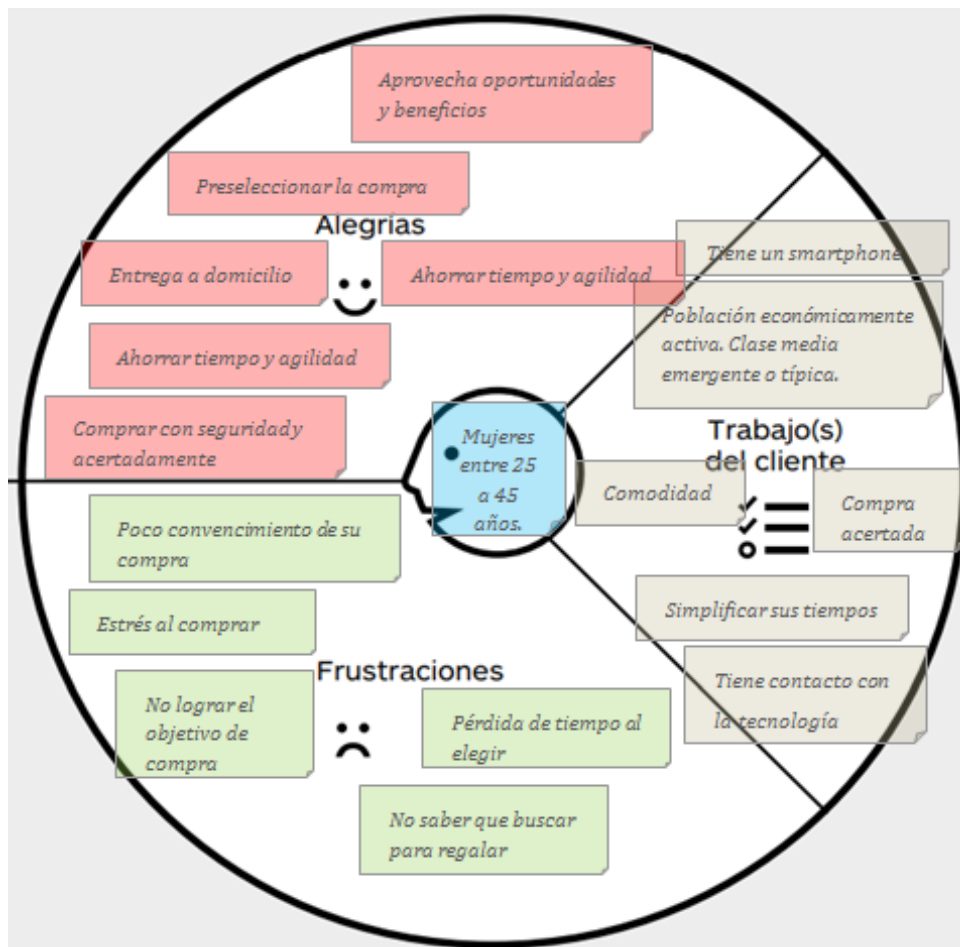 Aprovecha oportunidades
y beneficios
Preseleccionar la compra
Alegrías
Entrega a domicilio
Ahorrar tiempo y agilidad
Ahorrar tiempo y agilidad
Comprar con seguridad y
acertadamente
Tiene un smartphone
Población económicamente
activa. Clase media
emergente o típica.
Trabajo(s)
del cliente
Mujeres
entre 25
a 45
años.
Comodidad
Compra
acertada
Simplificar sus tiempos
Tiene contacto con
la tecnología
Poco convencimiento de su
compra
Estrés al comprar
Frustraciones
No lograr el
objetivo de
compra
Pérdida de tiempo al
elegir
No saber que buscar
para regalar